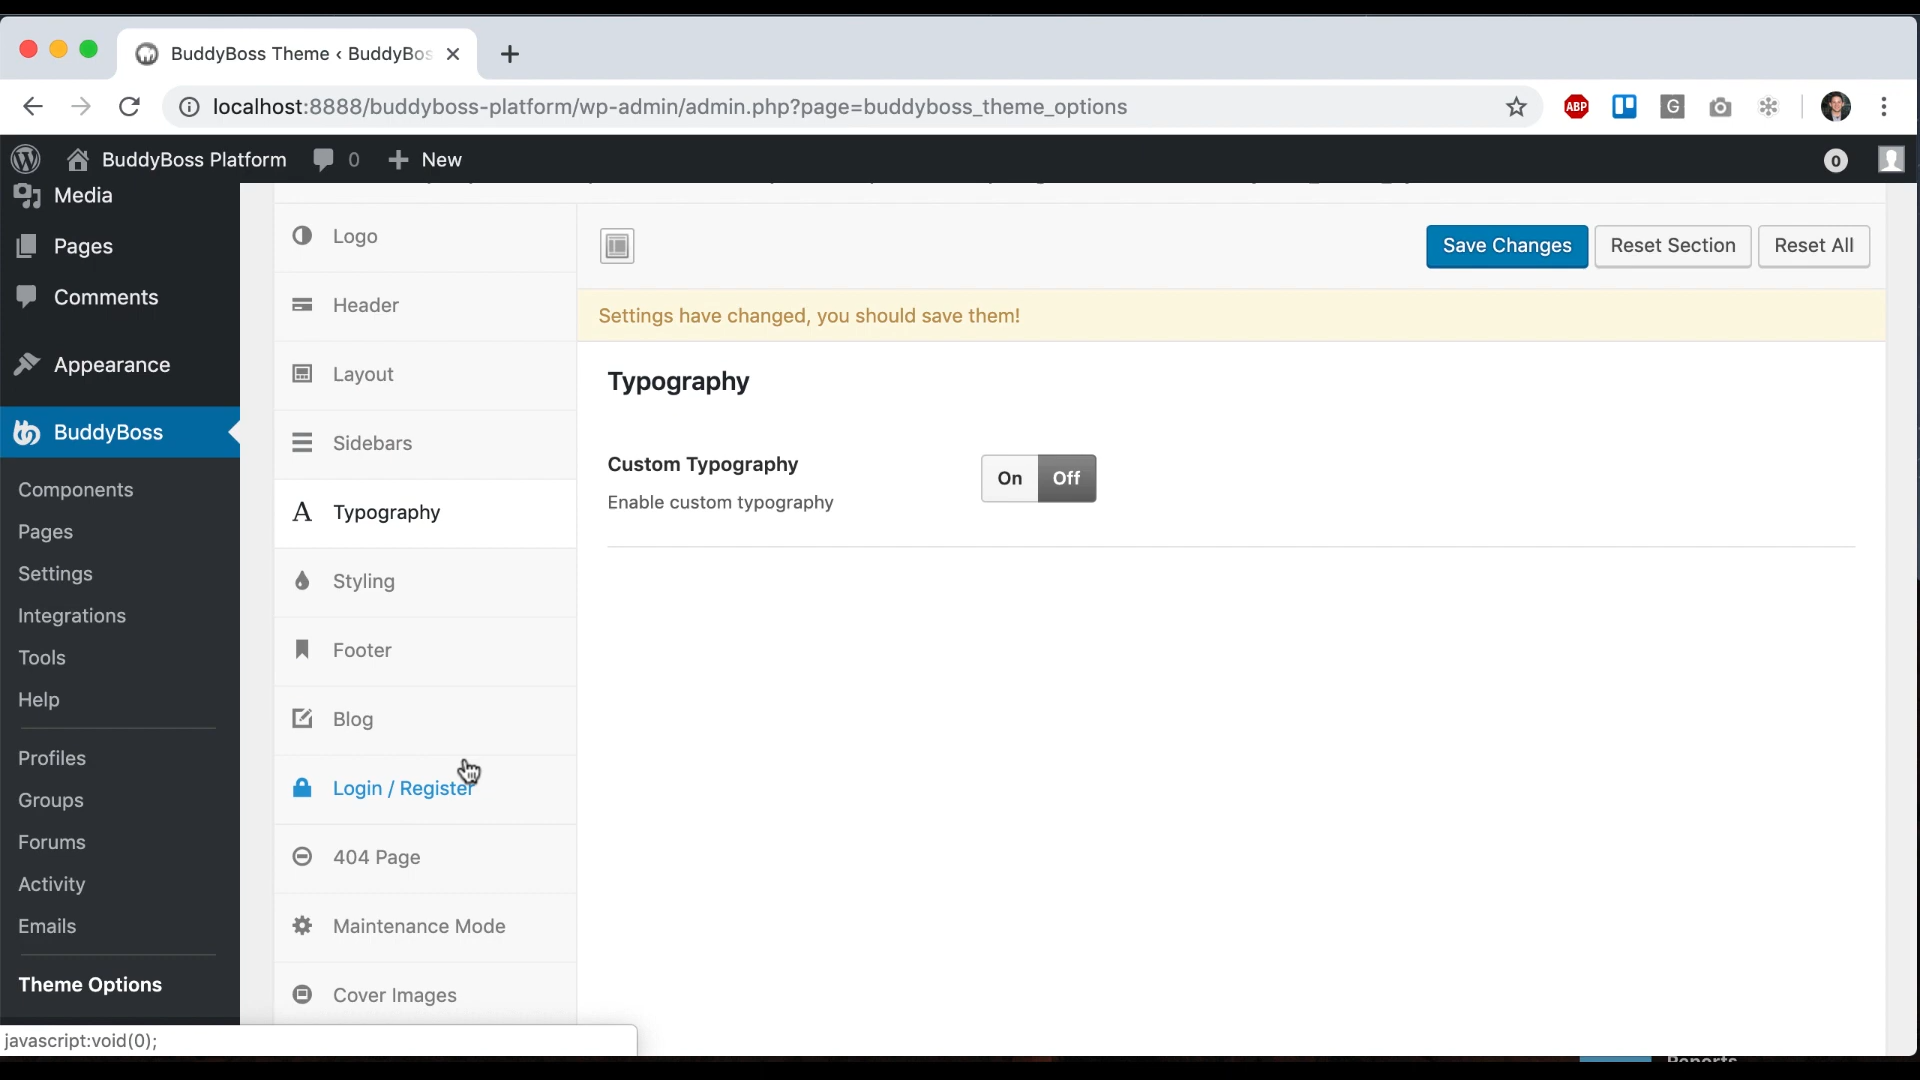 BuddyBoss Theme ‹ BuddyBos
localhost:8888/buddyboss-platform/wp-admin/admin.php?page=buddyboss_theme_options
ABP
G
BuddyBoss Platform
0
New
0
Media
Pages
Comments
Appearance
BuddyBoss
Components
Pages
Settings
Integrations
Tools
Help
Profiles
Groups
Forums
Activity
Emails
Theme Options
Logo
Header
Layout
Sidebars
Typography
Styling
Footer
Blog
Login / Register
404 Page
Maintenance Mode
Cover Images
Save Changes
Reset Section
Reset All
Settings have changed, you should save them!
Typography
Custom Typography
Enable custom typography
On
Off
javascript:void(0);
Reports